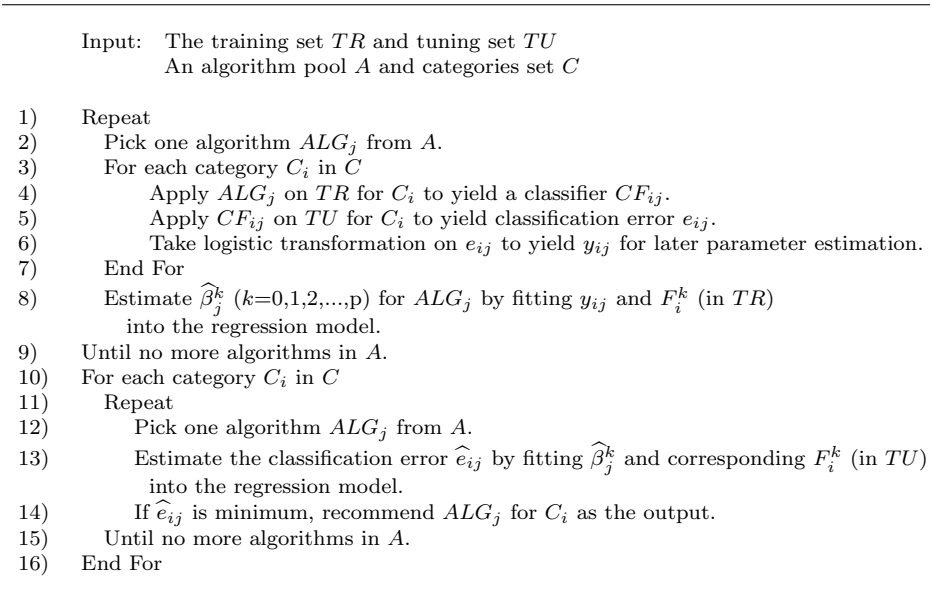 Input: The training set TR and tuning set TU
An algorithm pool A and categories set C
1) Repeat
2) Pick one algorithm ALG_j from A.
3) For each category C_i in C
4) Apply ALG_j on TR for C_i to yield a classifier CF_ij.
5) Apply CF_ij on TU for C_i to yield classification error e_ij.
6) Take logistic transformation on e_ij to yield y_ij for later parameter estimation.
7) End For
8) Estimate β̂_j^k (k=0,1,2,...,p) for ALG_j by fitting y_ij and F_i^k (in TR)
into the regression model.
9) Until no more algorithms in A.
10) For each category C_i in C
11) Repeat
12) Pick one algorithm ALG_j from A.
13) Estimate the classification error ê_ij by fitting β̂_j^k and corresponding F_i^k (in TU)
into the regression model.
14) If ê_ij is minimum, recommend ALG_j for C_i as the output.
15) Until no more algorithms in A.
16) End For